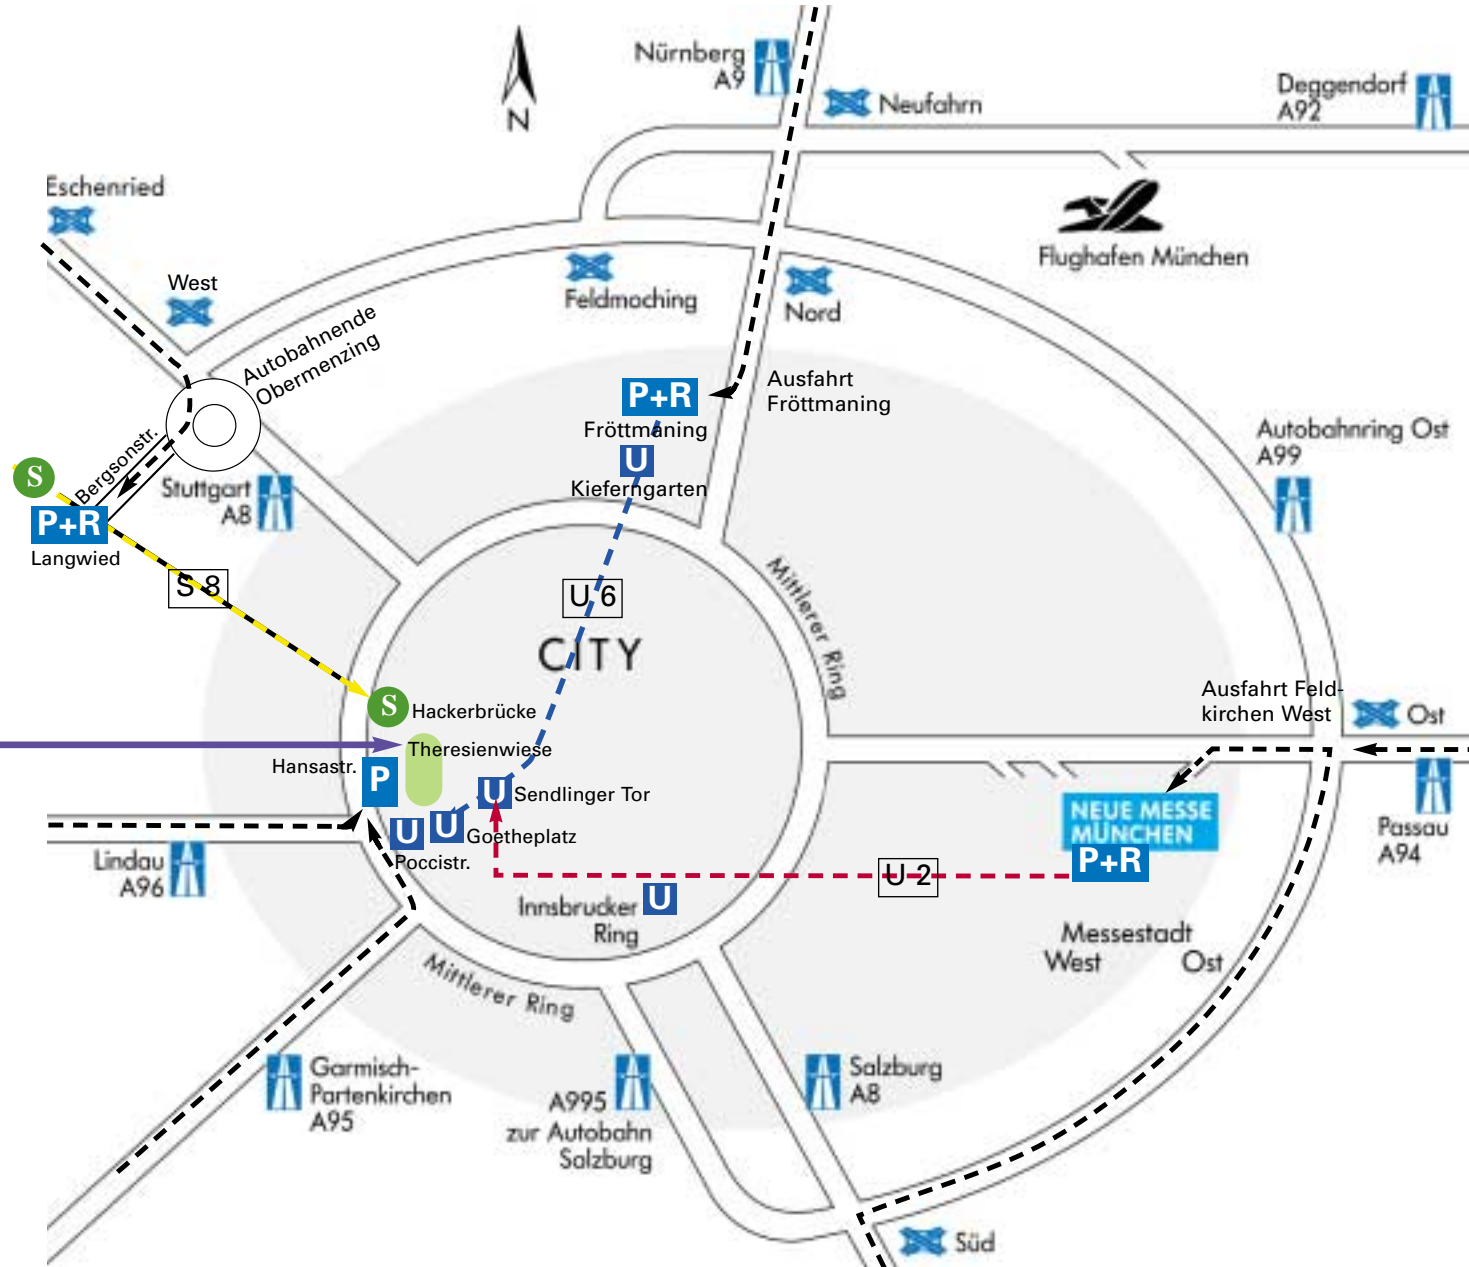 Nürnberg
A9
Neufahrn
Deggendorf
A92
N
Eschenried
Flughafen München
West
Feldmoching
Nord
Autobahnende
Obermenzing
Ausfahrt
Fröttmaning
P+R
Fröttmaning
U
Kieferngarten
Autobahnring Ost
A99
Bergsonstr.
S
P+R
Langwied
Stuttgart
A8
S 8
U 6
CITY
Mittlerer Ring
S
Hackerbrücke
Theresienwiese
Hansastr.
P
U
Sendlinger Tor
U
U
Goetheplatz
Poccistr.
Ausfahrt Feld-
kirchen West
Ost
NEUE MESSE
MÜNCHEN
P+R
Passau
A94
Lindau
A96
U 2
U
Innsbrucker
Ring
Messestadt
West
Ost
Mittlerer Ring
Garmisch-
Partenkirchen
A95
A995
zur Autobahn
Salzburg
Salzburg
A8
Süd